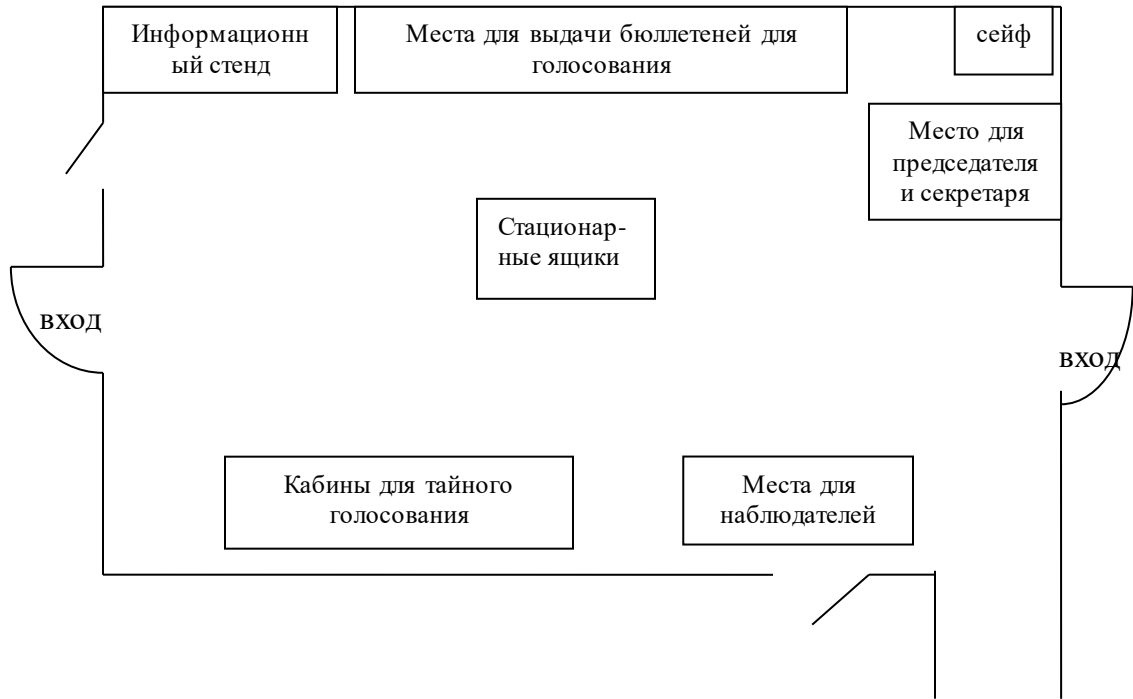 Информационн
ый стенд
Места для выдачи бюллетеней для
голосования
сейф
Место для
председателя
и секретаря
Стационар-
ные ящики
вход
вход
Кабины для тайного
голосования
Места для
наблюдателей